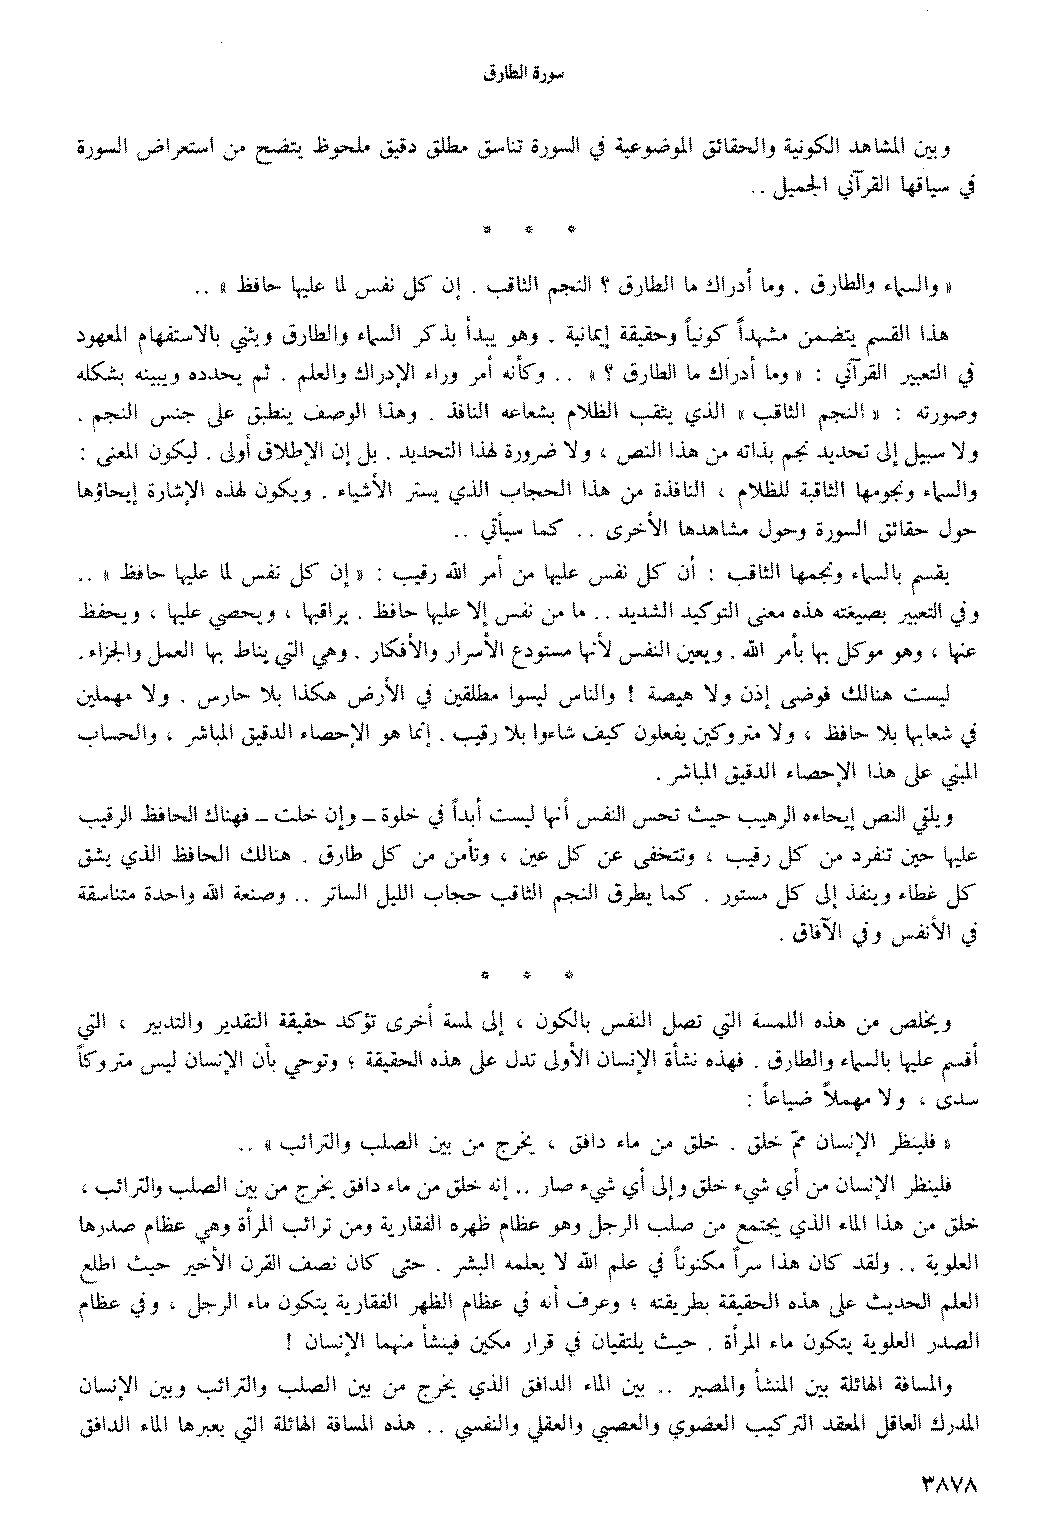 سورة الطارق
وبين المشاهد الكونية والحقائق الموضوعية في السورة تناسق مطلق دقيق ملحوظ يتضح من استعراض السورة
في سياقها القرآني الجميل ..
* * *
« والسماء والطارق . وما أدراك ما الطارق ؟ النجم الثاقب . إن كل نفس لما عليها حافظ » ..
هذا القسم يتضمن مشهداً كونياً وحقيقة إيمانية . وهو يبدأ بذكر السماء والطارق ويثني بالاستفهام المعهود
في التعبير القرآني : « وما أدراك ما الطارق ؟ » .. وكأنه أمر وراء الإدراك والعلم . ثم يحدده ويبينه بشكله
وصورته : « النجم الثاقب » الذي يثقب الظلام بشعاعه النافذ . وهذا الوصف ينطبق على جنس النجم .
ولا سبيل إلى تحديد نجم بذاته من هذا النص ، ولا ضرورة لهذا التحديد . بل إن الإطلاق أولى . ليكون المعنى :
والسماء ونجومها الثاقبة للظلام ، النافذة من هذا الحجاب الذي يستر الأشياء . ويكون لهذه الإشارة إيحاؤها
حول حقائق السورة وحول مشاهدها الأخرى .. كما سيأتي ..
يقسم بالسماء ونجمها الثاقب : أن كل نفس عليها من أمر الله رقيب : « إن كل نفس لما عليها حافظ » ..
وفي التعبير بصيغته هذه معنى التوكيد الشديد .. ما من نفس إلا عليها حافظ . يراقبها ، ويحصي عليها ، ويحفظ
عنها ، وهو موكل بها بأمر الله . ويعين النفس لأنها مستودع الأسرار والأفكار . وهي التي يناط بها العمل والجزاء .
ليست هنالك فوضى إذن ولا هيصة ! والناس ليسوا مطلقين في الأرض هكذا بلا حارس . ولا مهملين
في شعابها بلا حافظ ، ولا متروكين يفعلون كيف شاءوا بلا رقيب . إنما هو الإحصاء الدقيق المباشر ، والحساب
المبني على هذا الإحصاء الدقيق المباشر .
ويلقي النص إيحاءه الرهيب حيث تحس النفس أنها ليست أبداً في خلوة – وإن خلت – فهناك الحافظ الرقيب
عليها حين تنفرد من كل رقيب ، وتتخفى عن كل عين ، وتأمن من كل طارق . هنالك الحافظ الذي يشق
كل غطاء وينفذ إلى كل مستور . كما يطرق النجم الثاقب حجاب الليل الساتر .. وصنعة الله واحدة متناسقة
في الأنفس وفي الآفاق .
* * *
ويخلص من هذه اللمسة التي تصل النفس بالكون ، إلى لمسة أخرى تؤكد حقيقة التقدير والتدبير ، التي
أقسم عليها بالسماء والطارق . فهذه نشأة الإنسان الأولى تدل على هذه الحقيقة ؛ وتوحي بأن الإنسان ليس متروكاً
سدى ، ولا مهملاً ضياعاً :
« فلينظر الإنسان ممّ خلق . خلق من ماء دافق ، يخرج من بين الصلب والترائب » ..
فلينظر الإنسان من أي شيء خلق وإلى أي شيء صار .. إنه خلق من ماء دافق يخرج من بين الصلب والترائب ،
خلق من هذا الماء الذي يجتمع من صلب الرجل وهو عظام ظهره الفقارية ومن ترائب المرأة وهي عظام صدرها
العلوية .. ولقد كان هذا سراً مكنوناً في علم الله لا يعلمه البشر . حتى كان نصف القرن الأخير حيث اطلع
العلم الحديث على هذه الحقيقة بطريقته ؛ وعرف أنه في عظام الظهر الفقارية يتكون ماء الرجل ، وفي عظام
الصدر العلوية يتكون ماء المرأة . حيث يلتقيان في قرار مكين فينشأ منهما الإنسان !
والمسافة الهائلة بين المنشأ والمصير .. بين الماء الدافق الذي يخرج من بين الصلب والترائب وبين الإنسان
المدرك العاقل المعقد التركيب العضوي والعصبي والعقلي والنفسي .. هذه المسافة الهائلة التي يعبرها الماء الدافق
٣٨٧٨